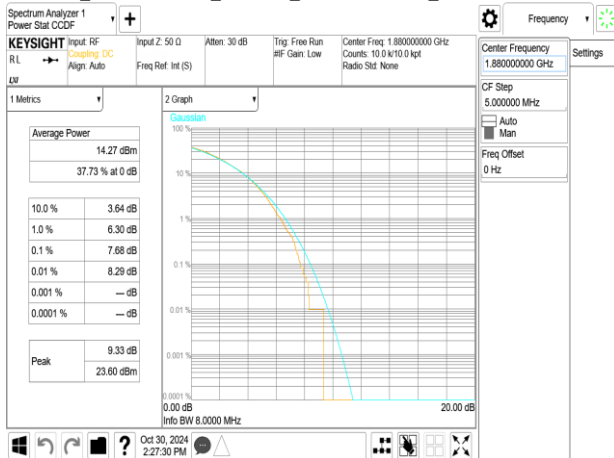 Spectrum Analyzer 1
Power Stat CCDF
+
Frequency
KEYSIGHT
RL
LXI
Input: RF
Coupling: DC
Align: Auto
Input Z: 50 Ω
Freq Ref: Int (S)
Atten: 30 dB
Trig: Free Run
#IF Gain: Low
Center Freq: 1.880000000 GHz
Counts: 10.0 k/10.0 kpt
Radio Std: None
Center Frequency
1.880000000 GHz
Settings
CF Step
5.000000 MHz
Auto
Man
Freq Offset
0 Hz
1 Metrics
Average Power
14.27 dBm
37.73 % at 0 dB
10.0 % 3.64 dB
1.0 % 6.30 dB
0.1 % 7.68 dB
0.01 % 8.29 dB
0.001 % --- dB
0.0001 % --- dB
Peak 9.33 dB
23.60 dBm
2 Graph
Gaussian
100 %
10 %
1 %
0.1 %
0.01 %
0.001 %
0.0001 %
0.00 dB 20.00 dB
Info BW 8.0000 MHz
?
Oct 30, 2024
2:27:30 PM